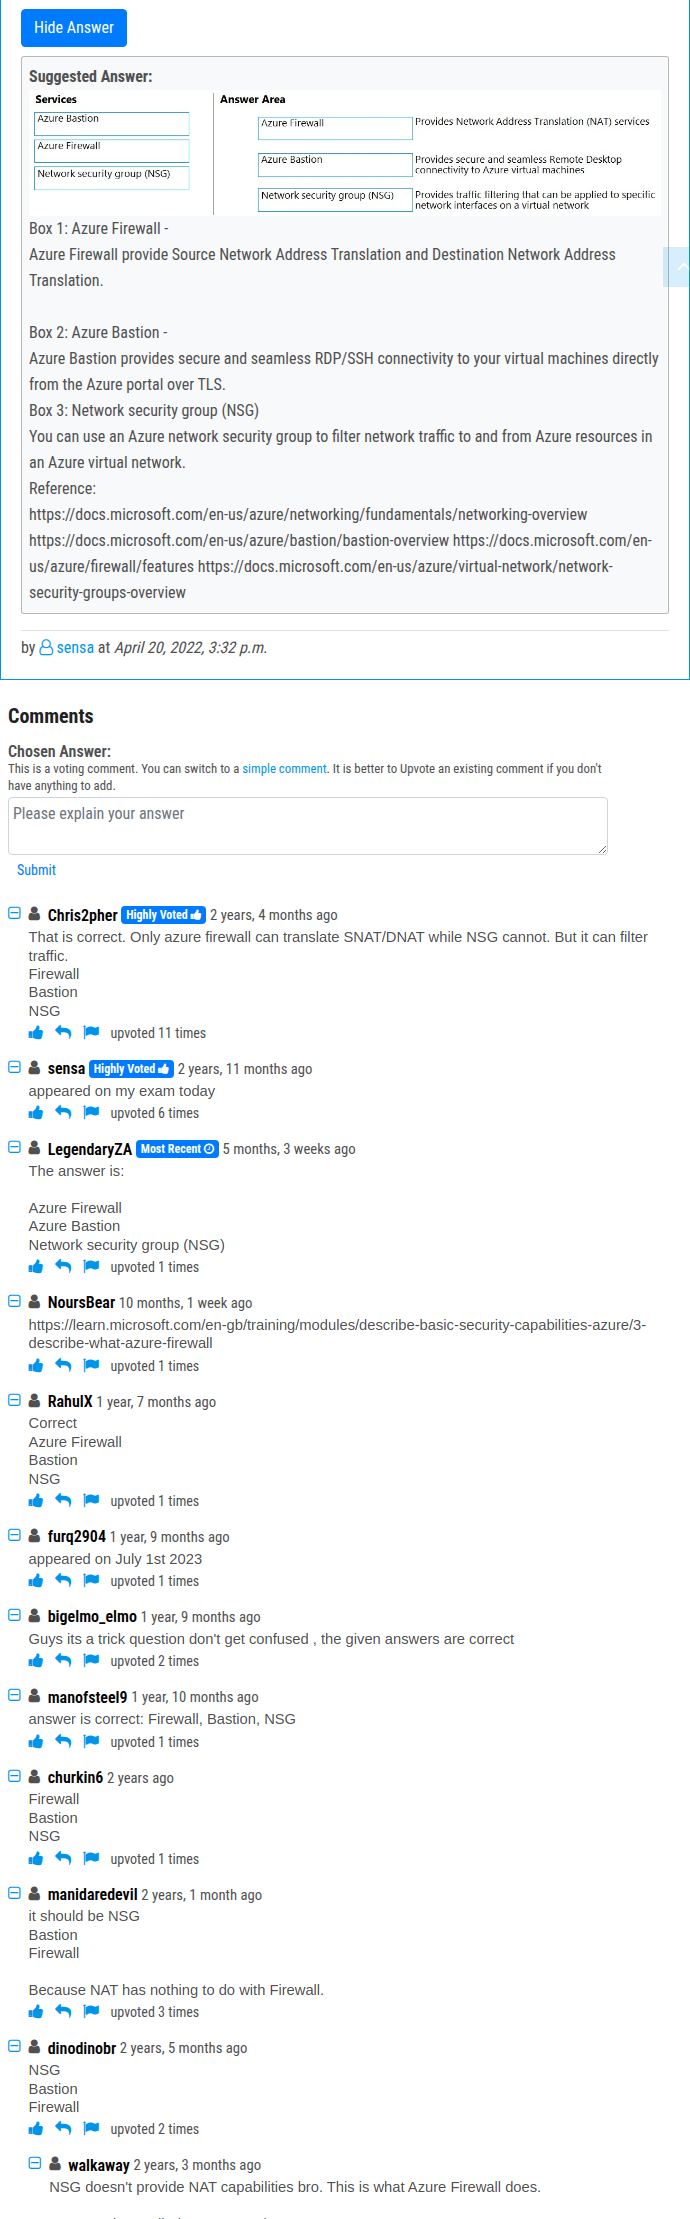 Hide Answer
Suggested Answer:
Services
Answer Area
Azure Bastion
Azure Firewall
Network security group (NSG)
Azure Firewall
Provides Network Address Translation (NAT) services
Azure Bastion
Provides secure and seamless Remote Desktop
connectivity to Azure virtual machines
Network security group (NSG)
Provides traffic filtering that can be applied to specific
network interfaces on a virtual network
Box 1: Azure Firewall -
Azure Firewall provide Source Network Address Translation and Destination Network Address
Translation.
Box 2: Azure Bastion -
Azure Bastion provides secure and seamless RDP/SSH connectivity to your virtual machines directly
from the Azure portal over TLS.
Box 3: Network security group (NSG)
You can use an Azure network security group to filter network traffic to and from Azure resources in
an Azure virtual network.
Reference:
https://docs.microsoft.com/en-us/azure/networking/fundamentals/networking-overview
https://docs.microsoft.com/en-us/azure/bastion/bastion-overview https://docs.microsoft.com/en-
us/azure/firewall/features https://docs.microsoft.com/en-us/azure/virtual-network/network-
security-groups-overview
by sensa at April 20, 2022, 3:32 p.m.
Comments
Chosen Answer:
This is a voting comment. You can switch to a simple comment. It is better to Upvote an existing comment if you don't
have anything to add.
Please explain your answer
Submit
Chris2pher Highly Voted 2 years, 4 months ago
That is correct. Only azure firewall can translate SNAT/DNAT while NSG cannot. But it can filter
traffic.
Firewall
Bastion
NSG
upvoted 11 times
sensa Highly Voted 2 years, 11 months ago
appeared on my exam today
upvoted 6 times
LegendaryZA Most Recent 5 months, 3 weeks ago
The answer is:
Azure Firewall
Azure Bastion
Network security group (NSG)
upvoted 1 times
NoursBear 10 months, 1 week ago
https://learn.microsoft.com/en-gb/training/modules/describe-basic-security-capabilities-azure/3-
describe-what-azure-firewall
upvoted 1 times
RahulX 1 year, 7 months ago
Correct
Azure Firewall
Bastion
NSG
upvoted 1 times
furq2904 1 year, 9 months ago
appeared on July 1st 2023
upvoted 1 times
bigelmo_elmo 1 year, 9 months ago
Guys its a trick question don't get confused , the given answers are correct
upvoted 2 times
manofsteel9 1 year, 10 months ago
answer is correct: Firewall, Bastion, NSG
upvoted 1 times
churkin6 2 years ago
Firewall
Bastion
NSG
upvoted 1 times
manidaredevil 2 years, 1 month ago
it should be NSG
Bastion
Firewall
Because NAT has nothing to do with Firewall.
upvoted 3 times
dinodinobr 2 years, 5 months ago
NSG
Bastion
Firewall
upvoted 2 times
walkaway 2 years, 3 months ago
NSG doesn't provide NAT capabilities bro. This is what Azure Firewall does.